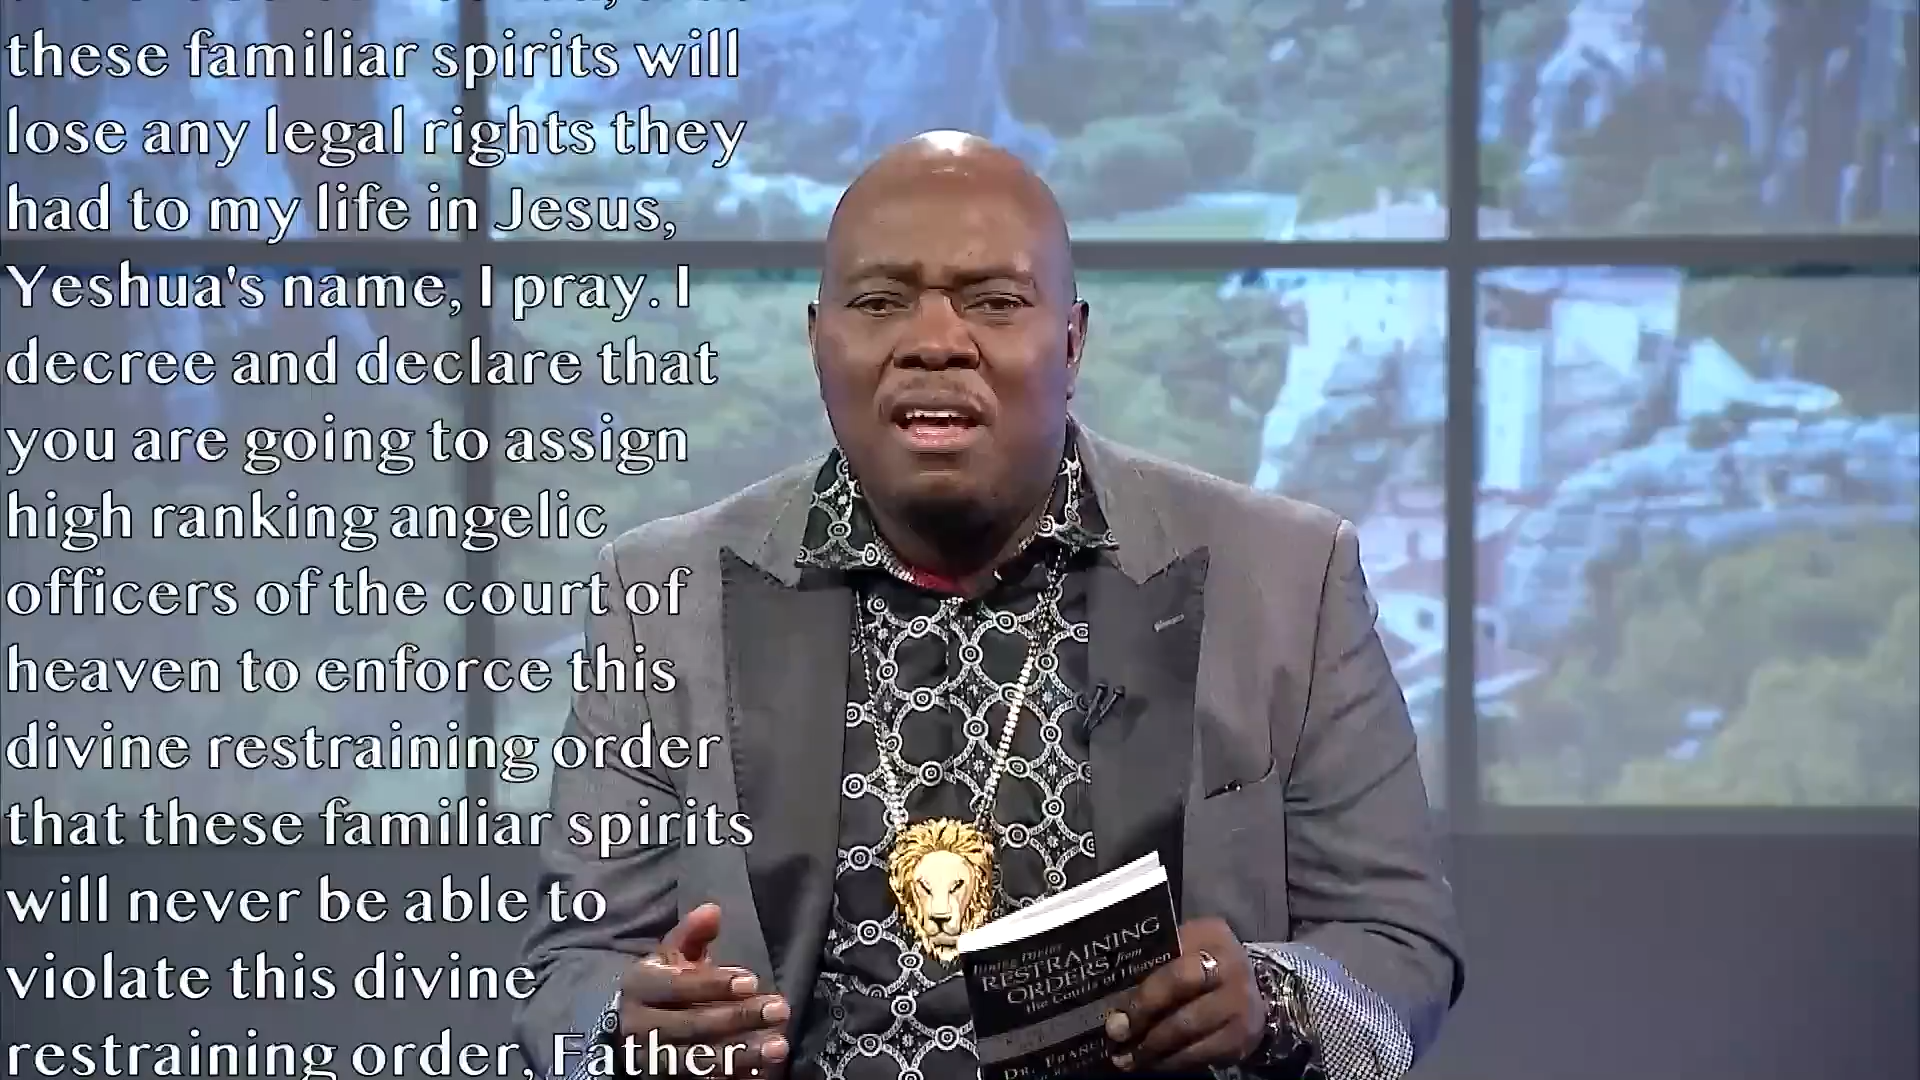 these familiar spirits will
lose any legal rights they
had to my life in Jesus,
Yeshua's name, I pray. I
decree and declare that
you are going to assign
high ranking angelic
officers of the court of
heaven to enforce this
divine restraining order
that these familiar spirits
will never be able to
violate this divine
restraining order, Father.
RESTRAINING
ORDERS from
the Courts of Heaven
DR. FRANCI